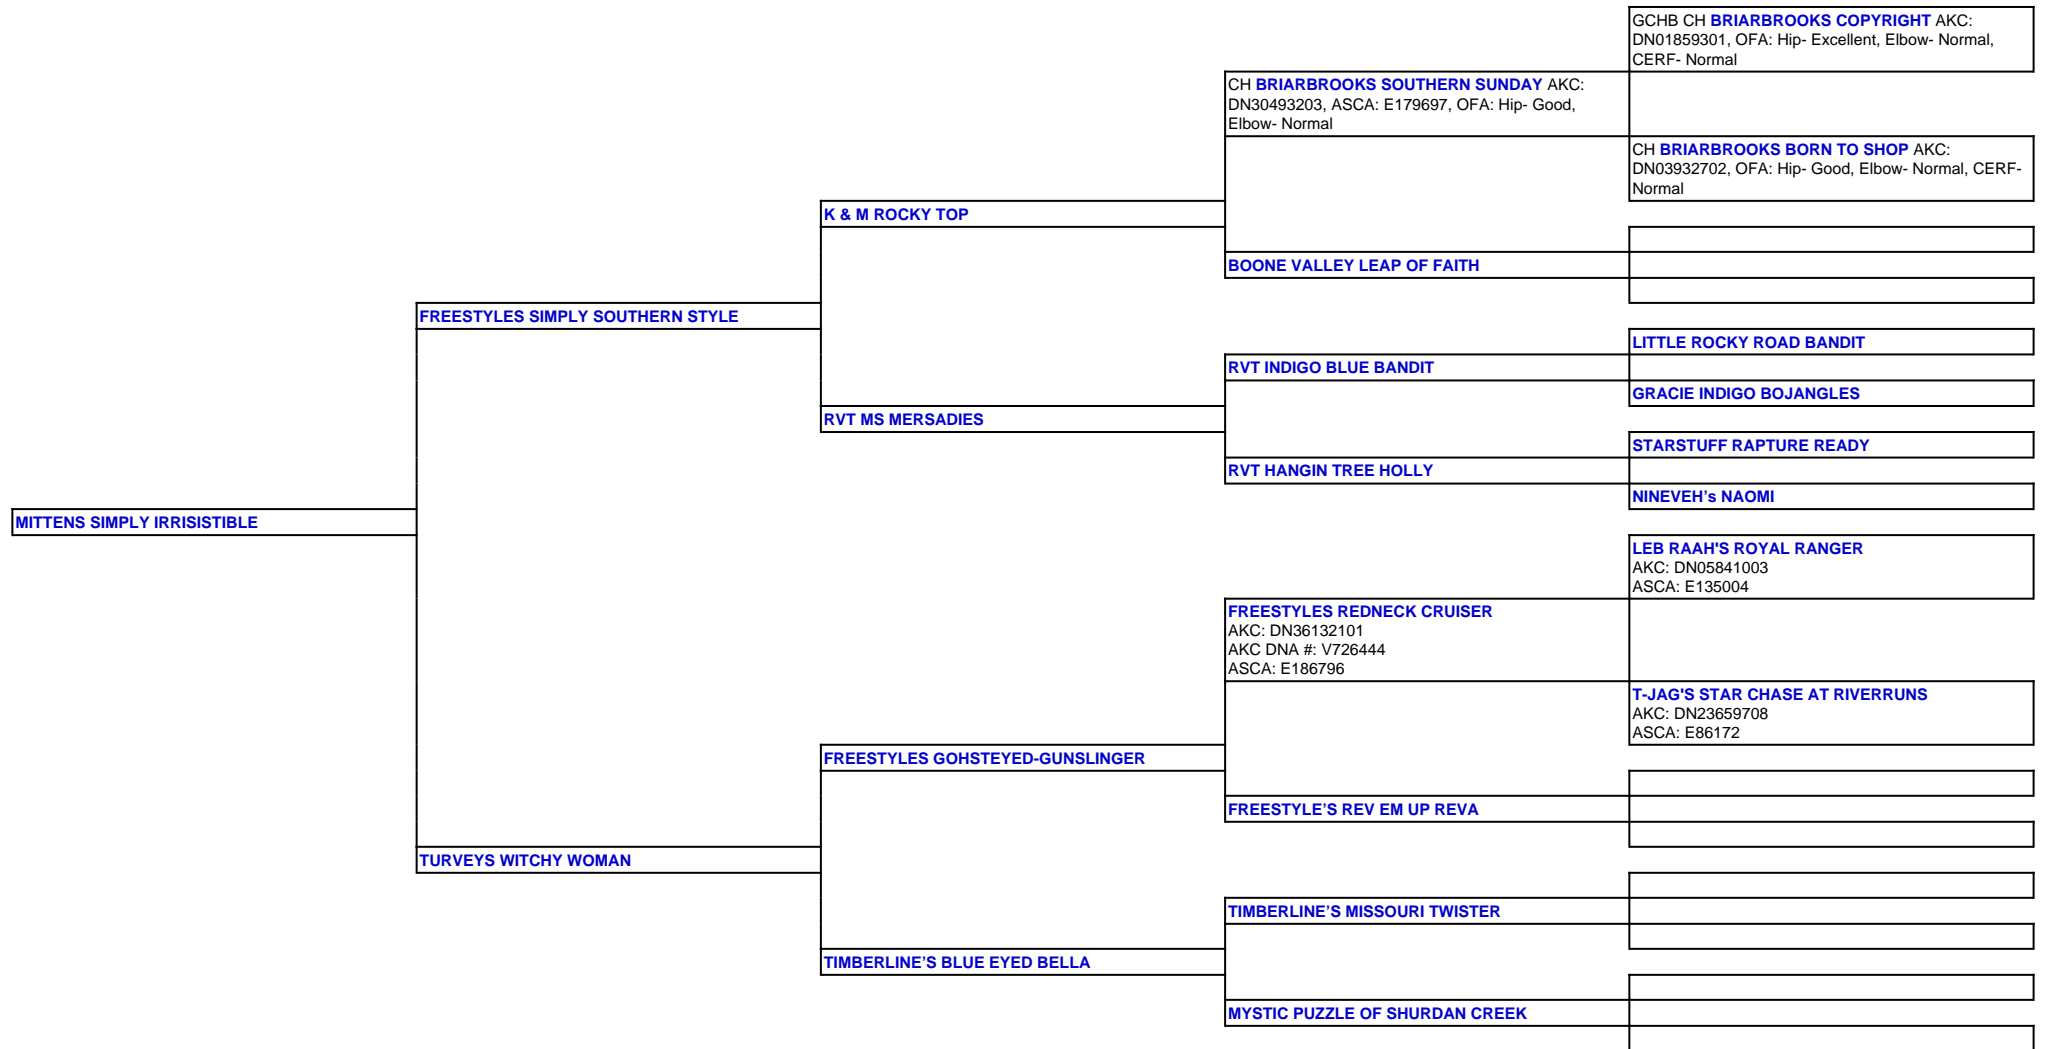 GCHB CH BRIARBROOKS COPYRIGHT AKC:
DN01859301, OFA: Hip- Excellent, Elbow- Normal,
CERF- Normal
CH BRIARBROOKS SOUTHERN SUNDAY AKC:
DN30493203, ASCA: E179697, OFA: Hip- Good,
Elbow- Normal
CH BRIARBROOKS BORN TO SHOP AKC:
DN03932702, OFA: Hip- Good, Elbow- Normal, CERF-
Normal
K & M ROCKY TOP
BOONE VALLEY LEAP OF FAITH
FREESTYLES SIMPLY SOUTHERN STYLE
LITTLE ROCKY ROAD BANDIT
RVT INDIGO BLUE BANDIT
GRACIE INDIGO BOJANGLES
RVT MS MERSADIES
STARSTUFF RAPTURE READY
RVT HANGIN TREE HOLLY
NINEVEH's NAOMI
MITTENS SIMPLY IRRISISTIBLE
LEB RAAH'S ROYAL RANGER
AKC: DN05841003
ASCA: E135004
FREESTYLES REDNECK CRUISER
AKC: DN36132101
AKC DNA #: V726444
ASCA: E186796
T-JAG'S STAR CHASE AT RIVERRUNS
AKC: DN23659708
ASCA: E86172
FREESTYLES GOHSTEYED-GUNSLINGER
FREESTYLE’S REV EM UP REVA
TURVEYS WITCHY WOMAN
TIMBERLINE’S MISSOURI TWISTER
TIMBERLINE’S BLUE EYED BELLA
MYSTIC PUZZLE OF SHURDAN CREEK